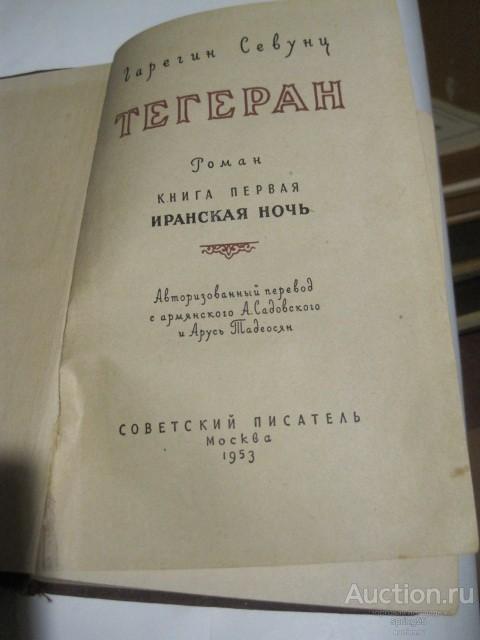 Гарегин Севунц
ТЕГЕРАН
Роман
КНИГА ПЕРВАЯ
ИРАНСКАЯ НОЧЬ
Авторизованный перевод
с армянского А. Садовского
и Арусь Тадеосян
СОВЕТСКИЙ ПИСАТЕЛЬ
Москва
1953
Auction.ru
spring45